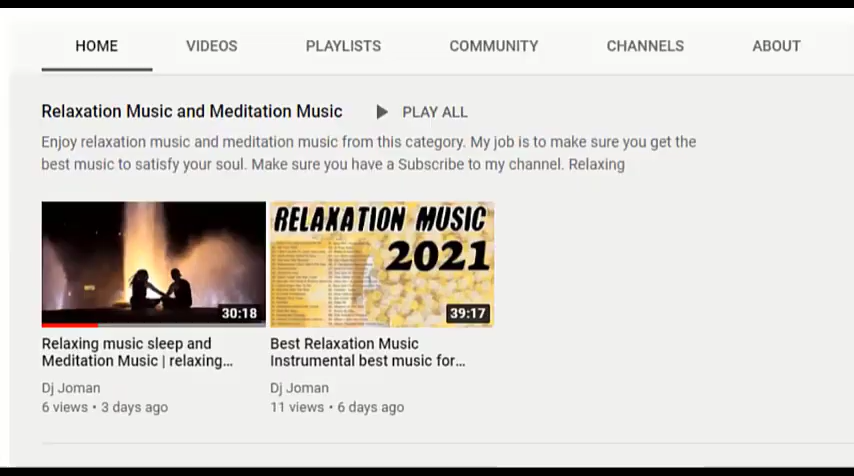 HOME VIDEOS PLAYLISTS COMMUNITY CHANNELS ABOUT
Relaxation Music and Meditation Music PLAY ALL
Enjoy relaxation music and meditation music from this category. My job is to make sure you get the
best music to satisfy your soul. Make sure you have a Subscribe to my channel. Relaxing
RELAXATION MUSIC
2021
30:18
39:17
Relaxing music sleep and
Meditation Music | relaxing...
Dj Joman
6 views • 3 days ago
Best Relaxation Music
Instrumental best music for...
Dj Joman
11 views • 6 days ago